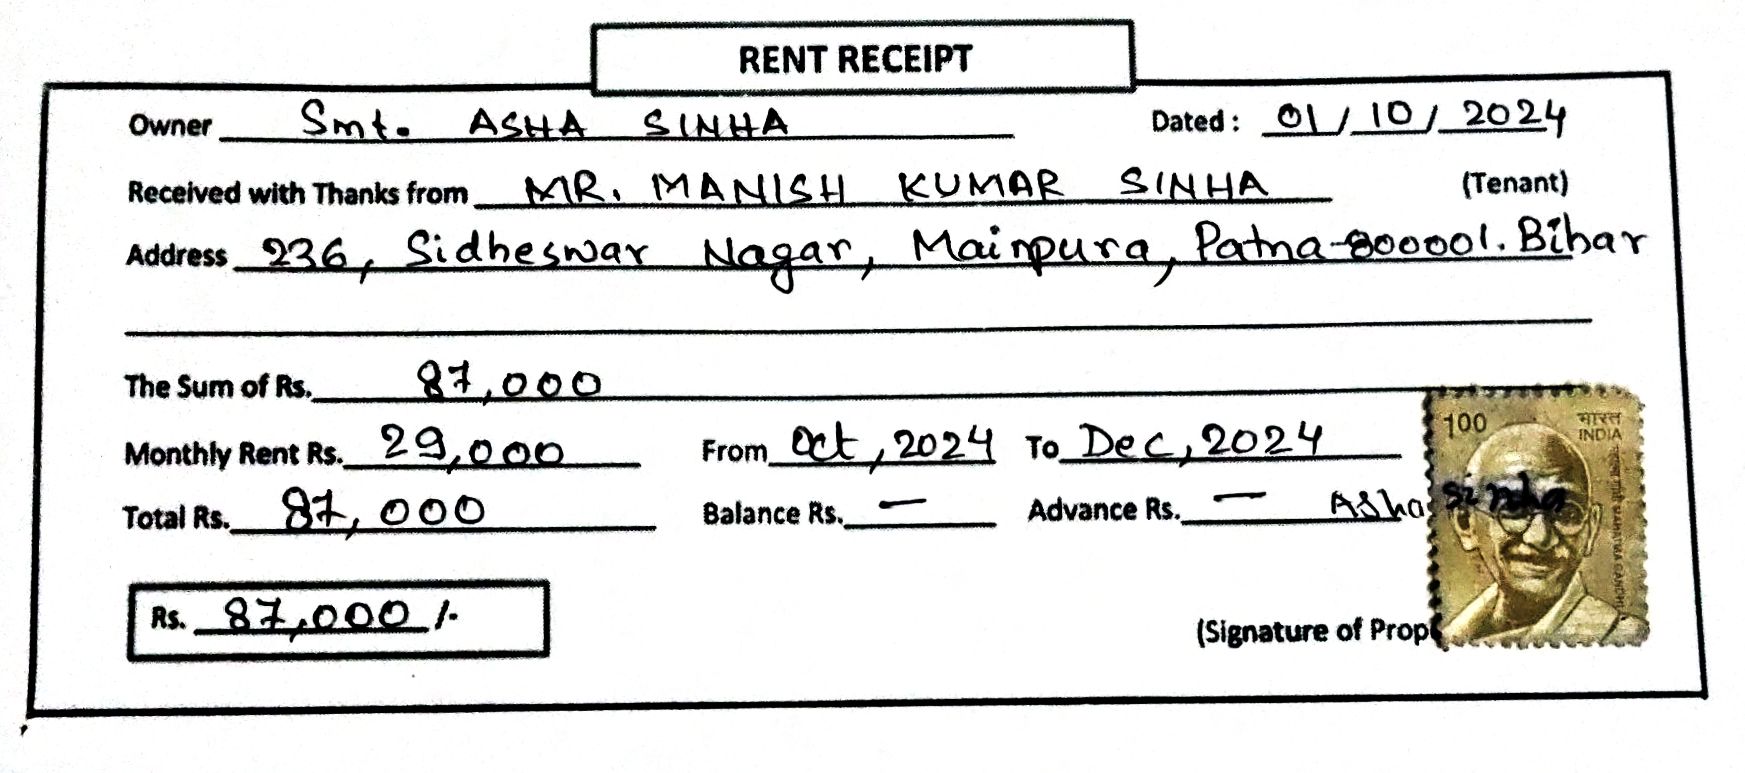 RENT RECEIPT
Owner Smt. ASHA SINHA Dated: 01/10/2024
Received with Thanks from MR. MANISH KUMAR SINHA (Tenant)
Address 236, Sidheswar Nagar, Mainpura, Patna-800001. Bihar
The Sum of Rs. 87,000
Monthly Rent Rs. 29,000 From Oct, 2024 To Dec, 2024
100 भारत
INDIA
Total Rs. 87,000 Balance Rs. — Advance Rs. — Asha Sinha
MAHATMA GANDHI
Rs. 87,000/-
(Signature of Prop